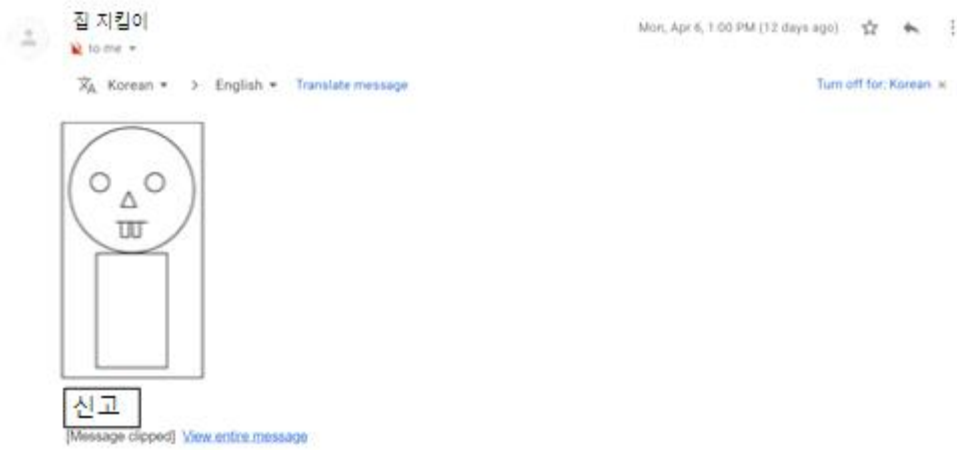 집 지킴이
Mon, Apr 6, 1:00 PM (12 days ago)
to me
Korean > English Translate message
Turn off for: Korean ×
신고
[Message clipped] View entire message